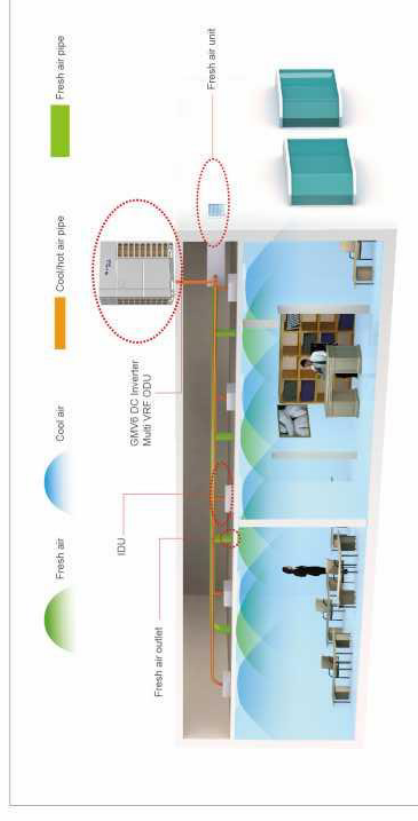 Fresh air
Cool air
Cool/hot air pipe
Fresh air pipe
Fresh air outlet
IDU
GMV6 DC Inverter
Multi VRF ODU
Fresh air unit